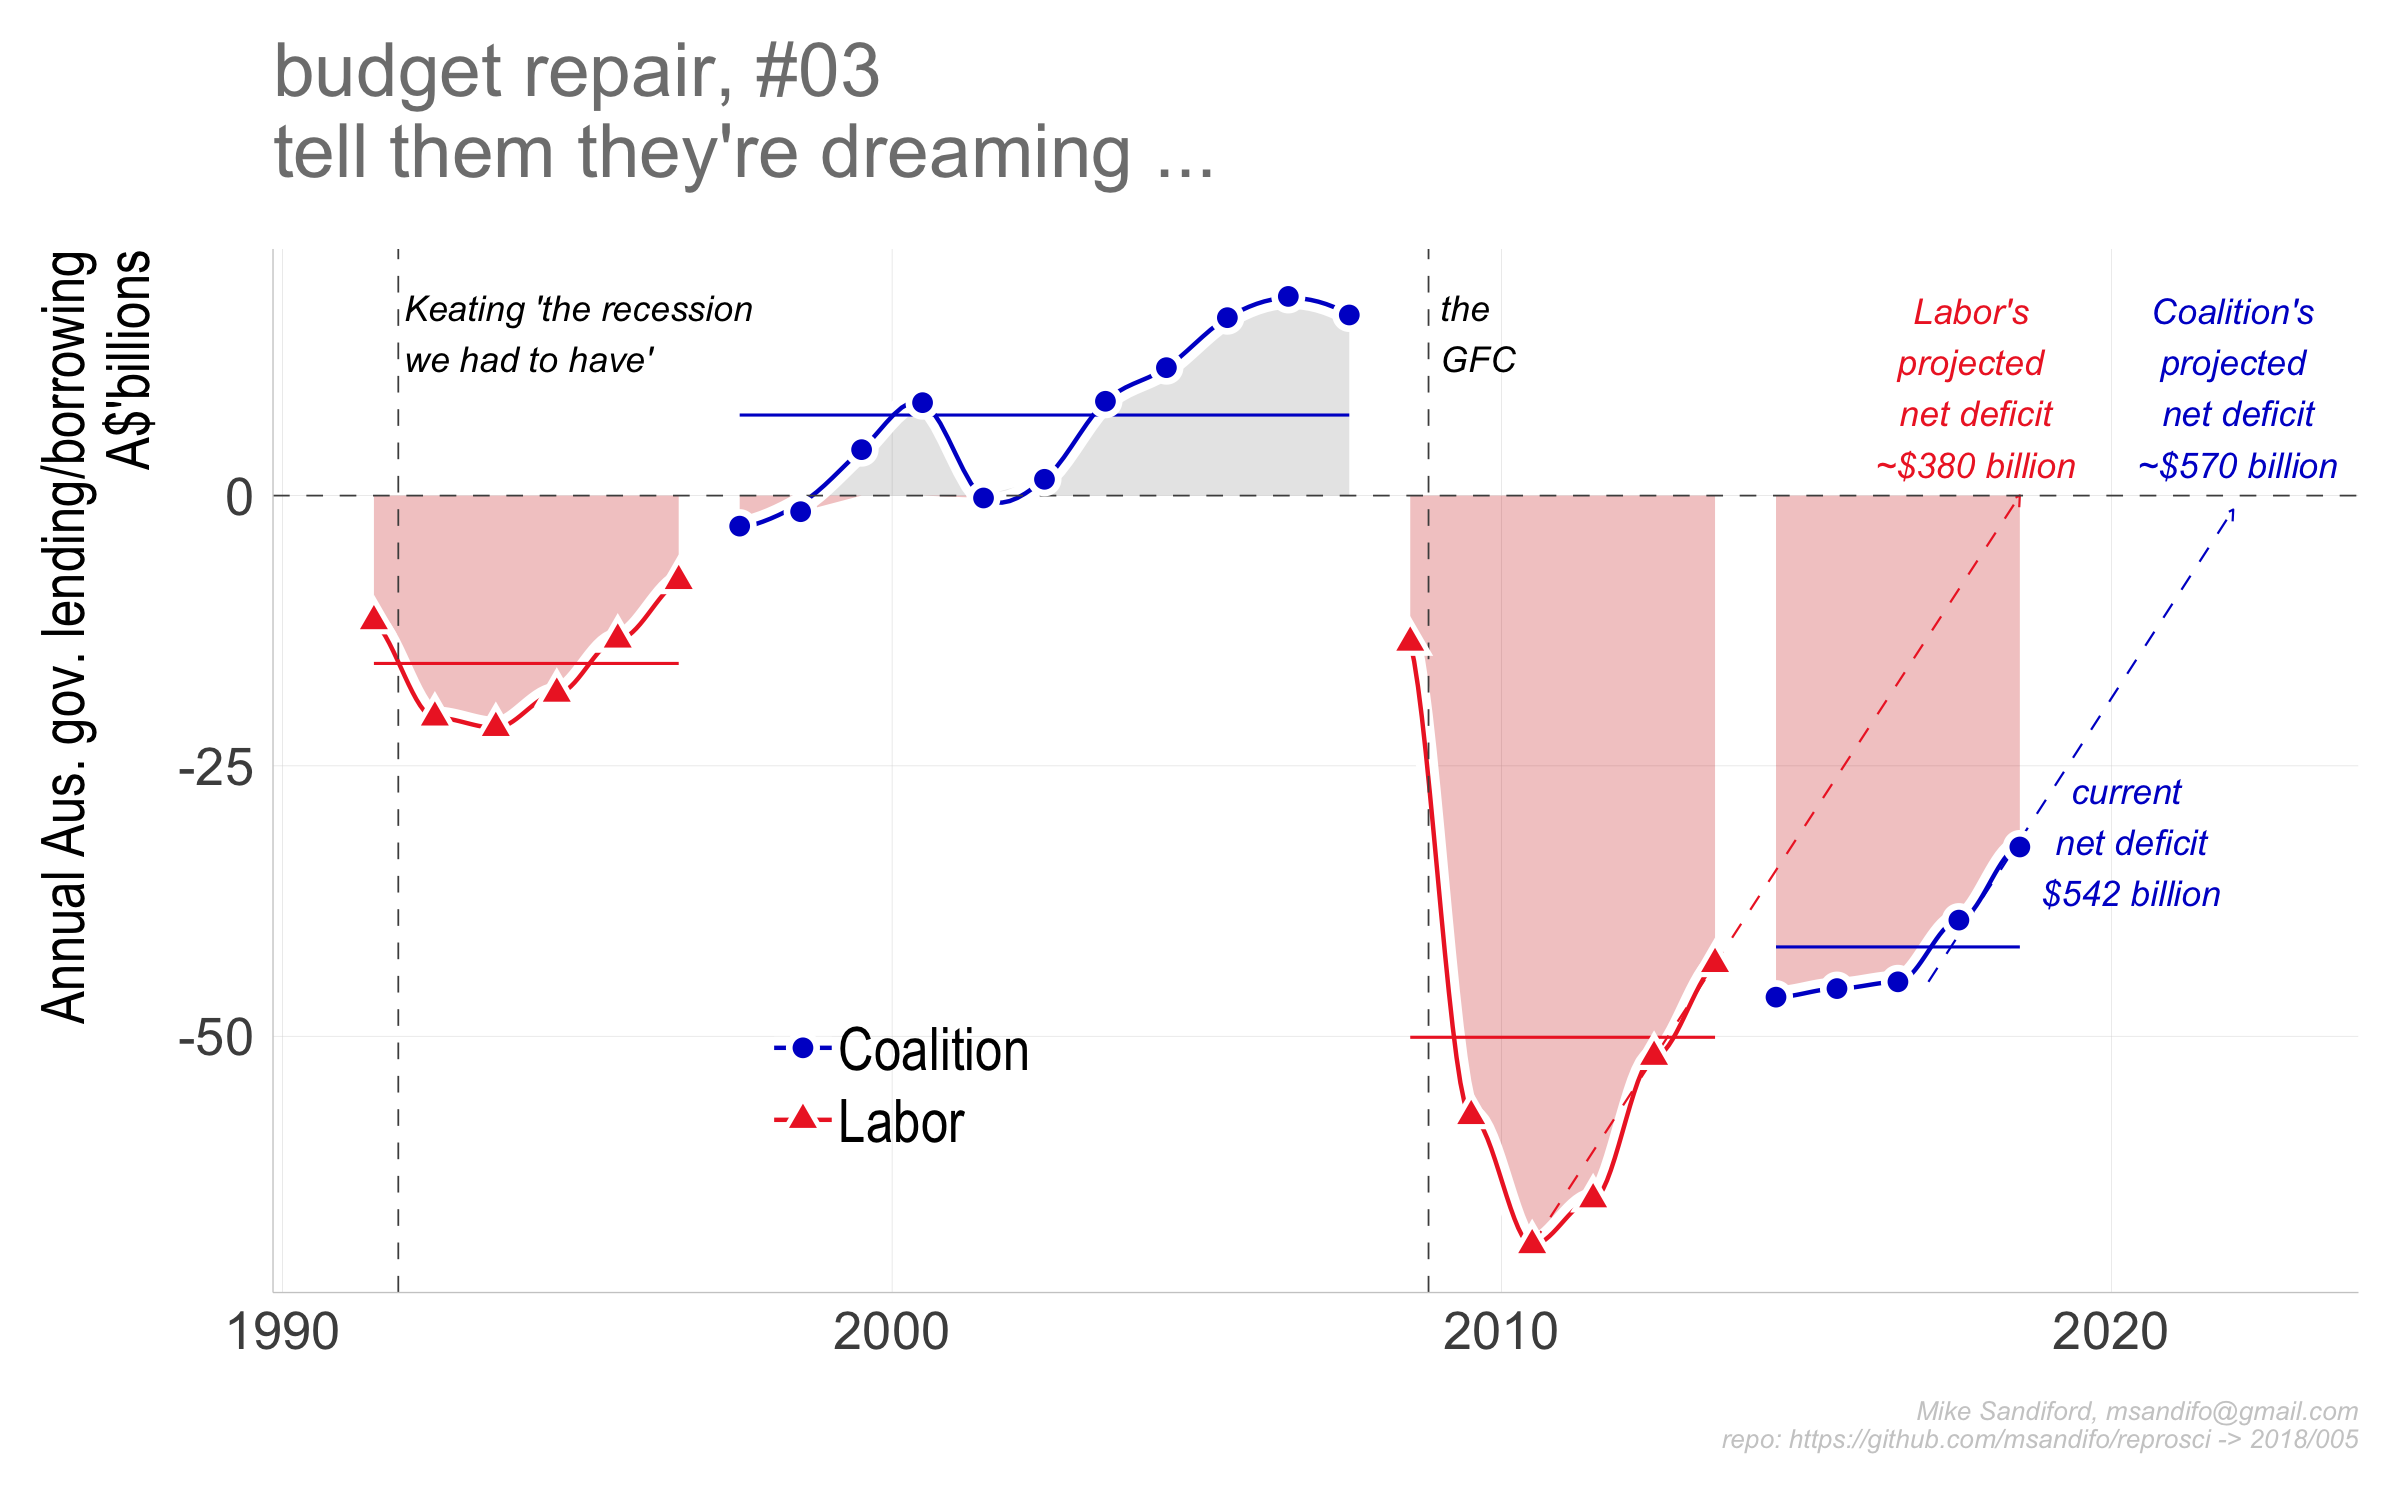 budget repair, #03
tell them they're dreaming ...
Annual Aus. gov. lending/borrowing
A$'billions
Keating 'the recession
we had to have'
the
GFC
Labor's
projected
net deficit
~$380 billion
Coalition's
projected
net deficit
~$570 billion
0
-25
-50
current
net deficit
$542 billion
Coalition
Labor
1990
2000
2010
2020
Mike Sandiford, msandifo@gmail.com
repo: https://github.com/msandifo/reprosci -> 2018/005